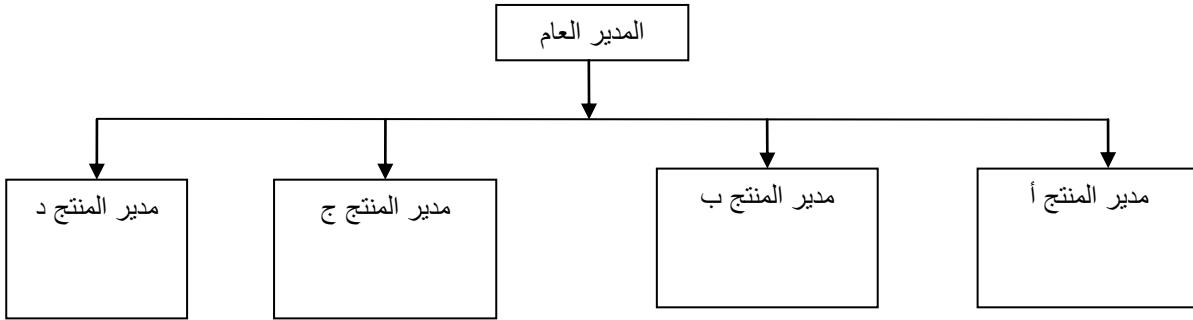 المدير العام
مدير المنتج أ
مدير المنتج ب
مدير المنتج ج
مدير المنتج د